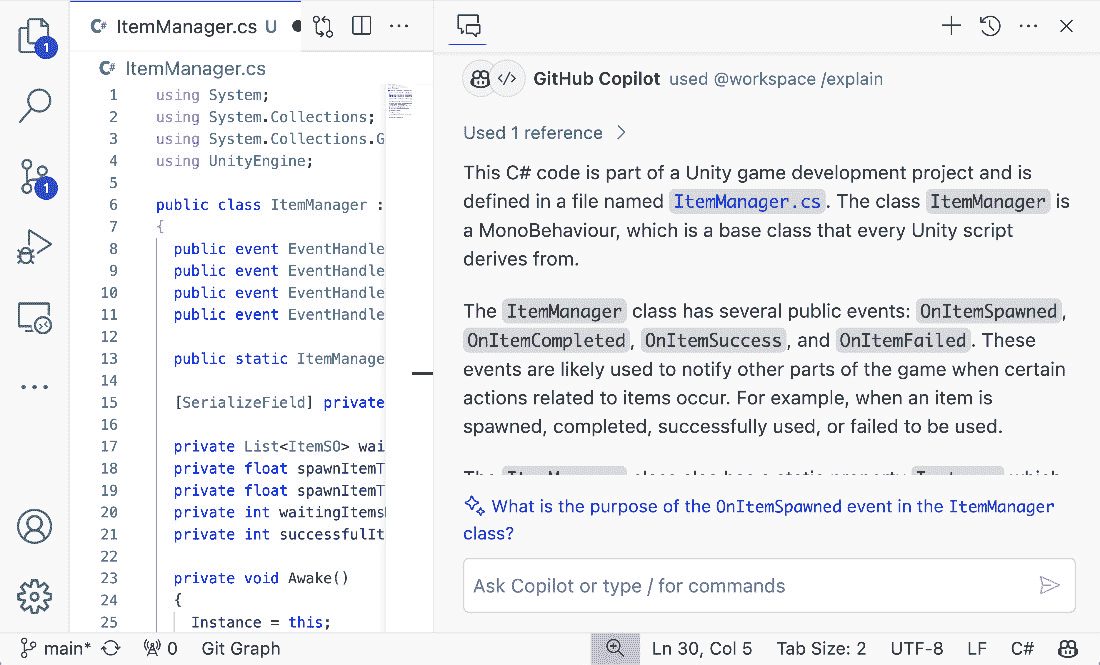 C# ItemManager.cs U
C# ItemManager.cs
1
1
1 using System;
2 using System.Collections;
3 using System.Collections.G
4 using UnityEngine;
5
6 public class ItemManager :
7 {
8 public event EventHandle
9 public event EventHandle
10 public event EventHandle
11 public event EventHandle
12
13 public static ItemManage
14
15 [SerializeField] private
16
17 private List<ItemSO> wai
18 private float spawnItemT
19 private float spawnItemT
20 private int waitingItems
21 private int successfulIt
22
23 private void Awake()
24 {
25 Instance = this;
GitHub Copilot used @workspace /explain
Used 1 reference
This C# code is part of a Unity game development project and is
defined in a file named ItemManager.cs. The class ItemManager is
a MonoBehaviour, which is a base class that every Unity script
derives from.
The ItemManager class has several public events: OnItemSpawned,
OnItemCompleted, OnItemSuccess, and OnItemFailed. These
events are likely used to notify other parts of the game when certain
actions related to items occur. For example, when an item is
spawned, completed, successfully used, or failed to be used.
What is the purpose of the OnItemSpawned event in the ItemManager
class?
Ask Copilot or type / for commands
main* 0 Git Graph Ln 30, Col 5 Tab Size: 2 UTF-8 LF C#